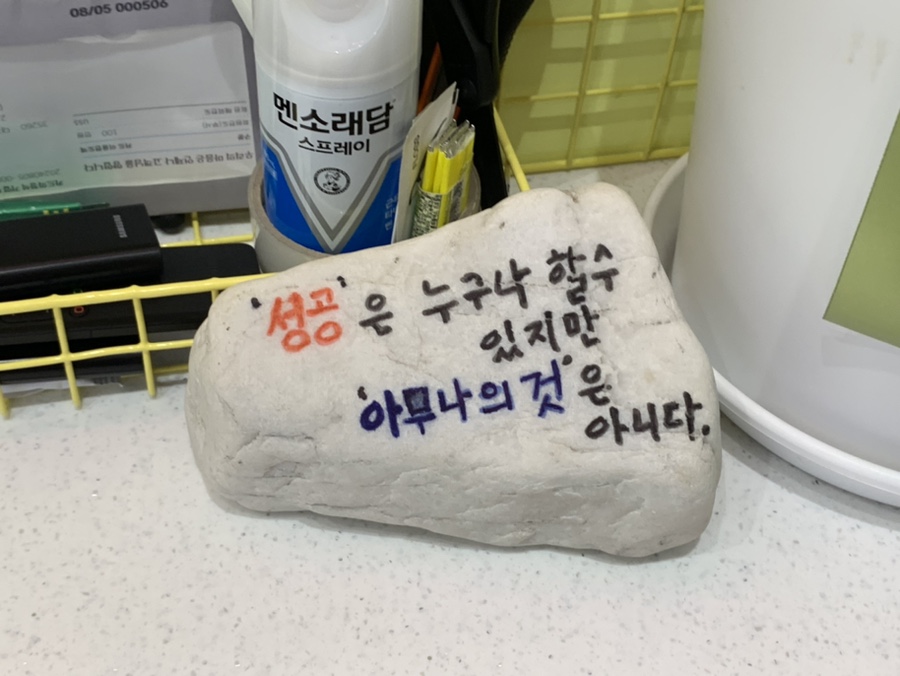 08/05 000506
멘소래담
스프레이
SAMSUNG
'성공'은 누구나 할수
있지만
'아무나의 것'은
아니다.